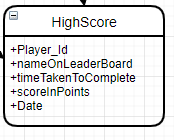 HighScore
+Player_Id
+nameOnLeaderBoard
+timeTakenToComplete
+scoreInPoints
+Date